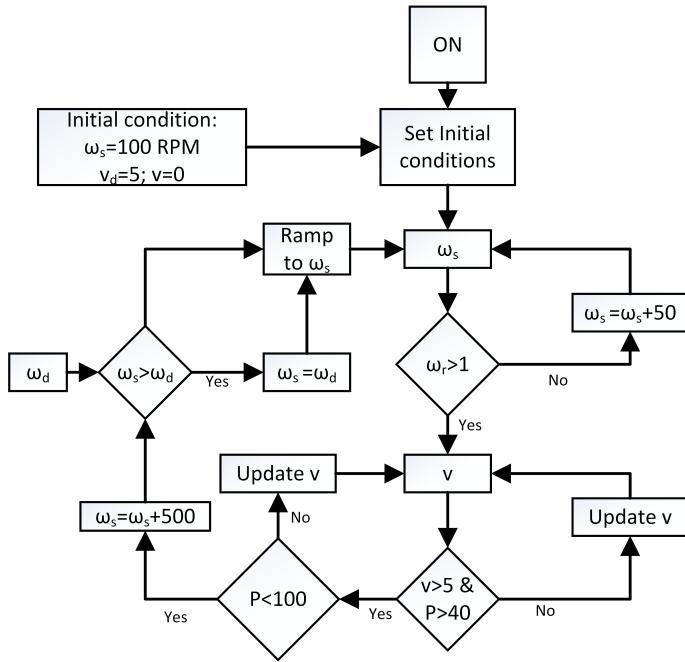 ON
Initial condition:
ωs=100 RPM
vd=5; v=0
Set Initial
conditions
Ramp
to ωs
ωs
ωs=ωs+50
ωd
ωs>ωd
Yes
ωs=ωd
ωr>1
No
Yes
Update v
v
ωs=ωs+500
No
Update v
P<100
v>5 &
P>40
Yes
Yes
No